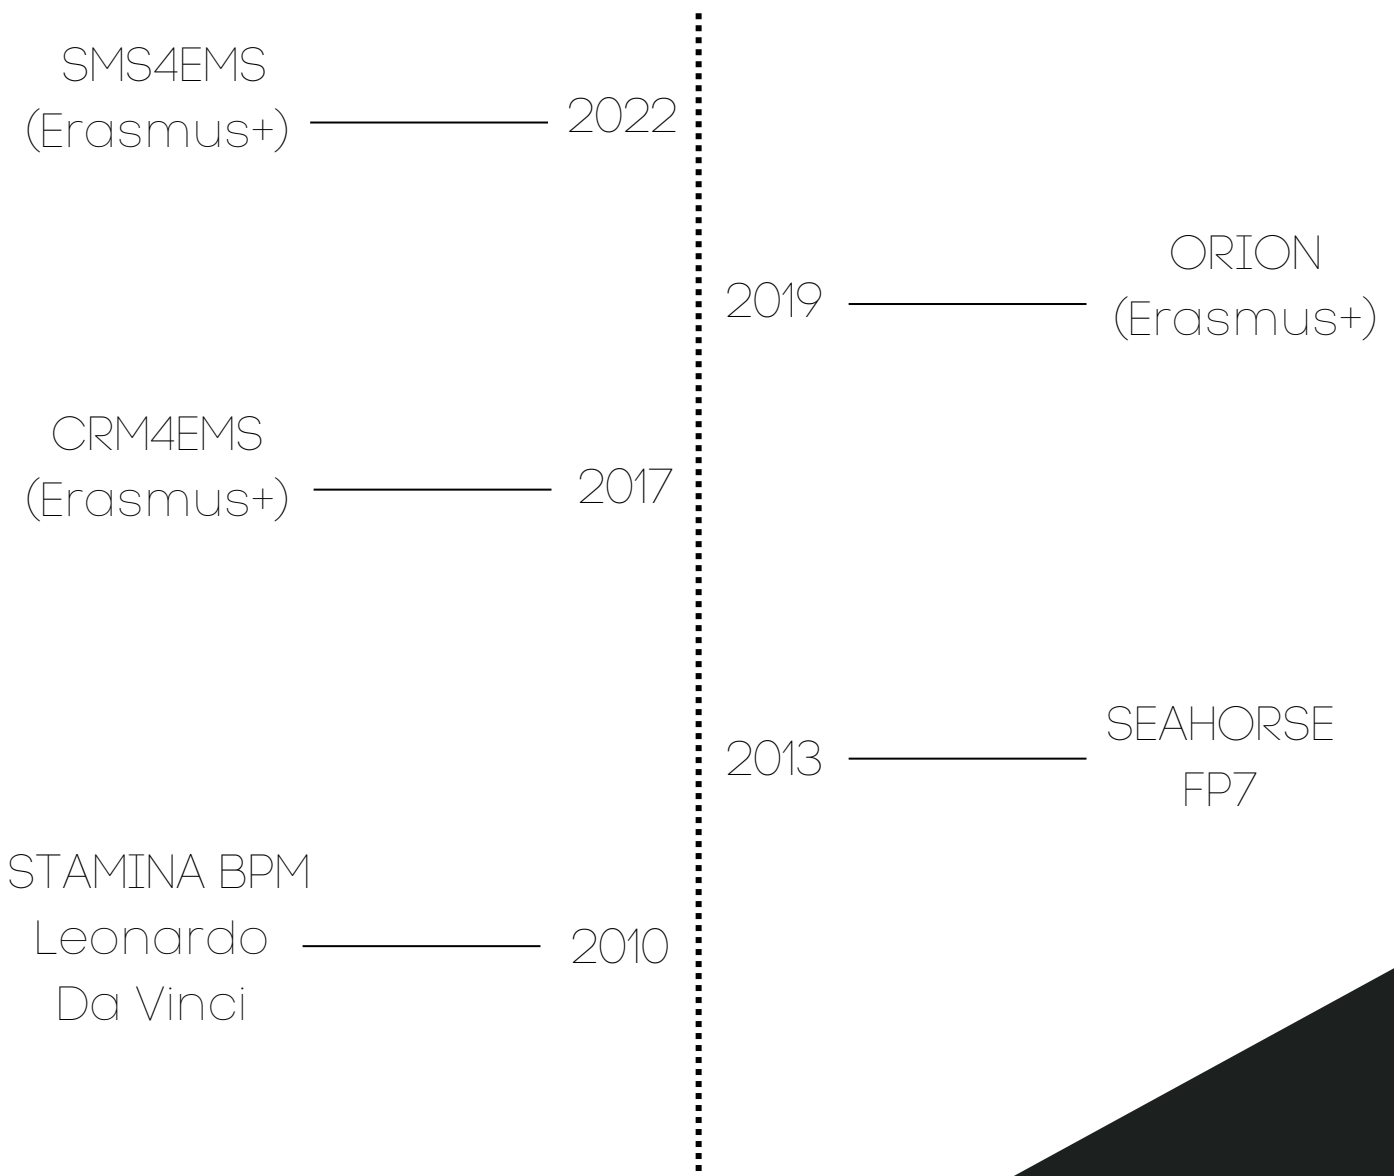 SMS4EMS
(Erasmus+)
2022
ORION
(Erasmus+)
2019
CRM4EMS
(Erasmus+)
2017
SEAHORSE
FP7
2013
STAMINA BPM
Leonardo
Da Vinci
2010